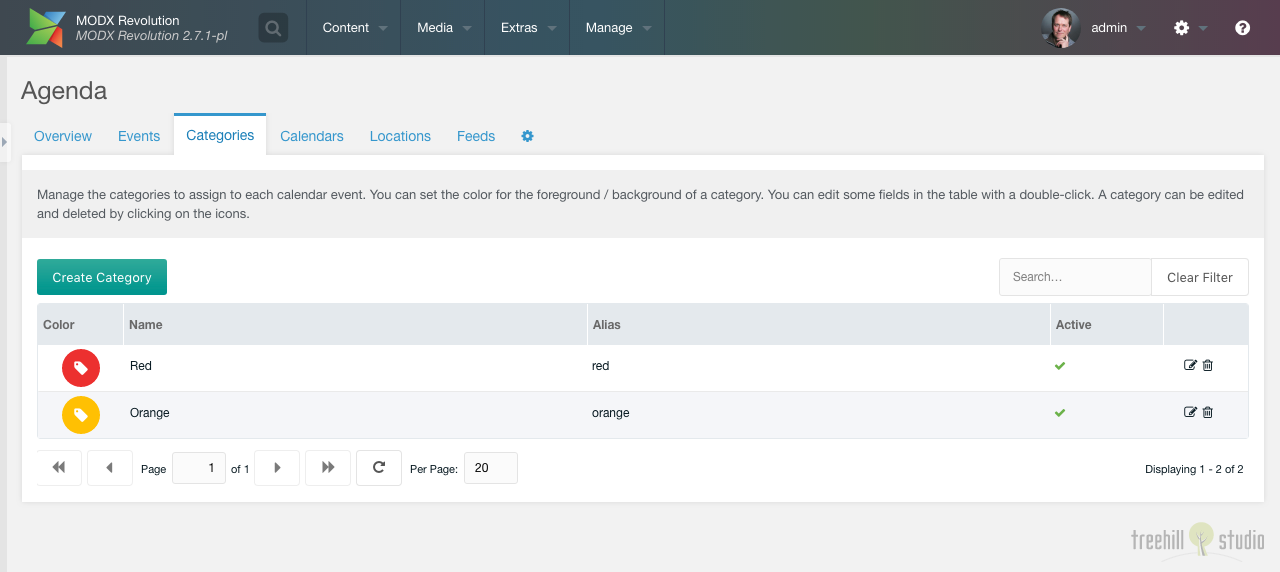 MODX Revolution
MODX Revolution 2.7.1-pl
Content Media Extras Manage admin
Agenda
Overview Events Categories Calendars Locations Feeds
Manage the categories to assign to each calendar event. You can set the color for the foreground / background of a category. You can edit some fields in the table with a double-click. A category can be edited
and deleted by clicking on the icons.
Create Category Search... Clear Filter
Color Name Alias Active
Red red
Orange orange
Page 1 of 1 Per Page: 20 Displaying 1 - 2 of 2
treehill studio